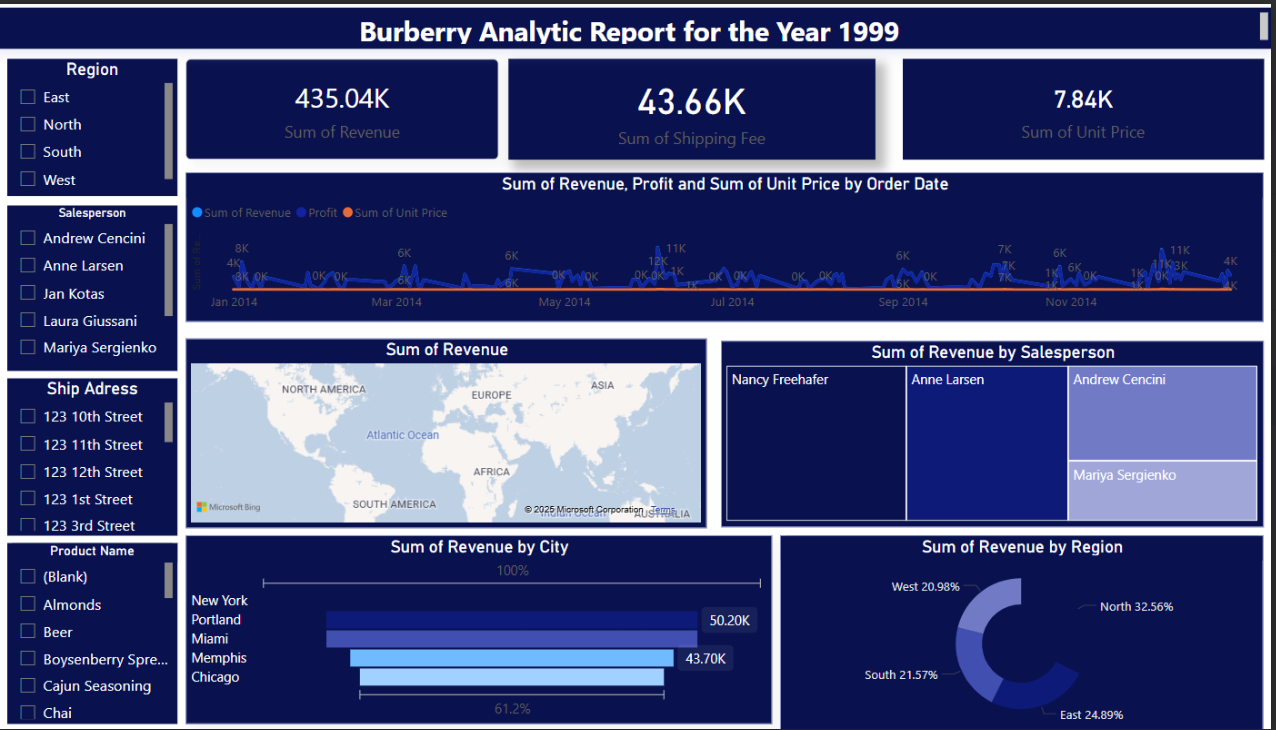 Burberry Analytic Report for the Year 1999
Region
East
North
South
West
Salesperson
Andrew Cencini
Anne Larsen
Jan Kotas
Laura Giussani
Mariya Sergienko
Ship Adress
123 10th Street
123 11th Street
123 12th Street
123 1st Street
123 3rd Street
Product Name
(Blank)
Almonds
Beer
Boysenberry Spre...
Cajun Seasoning
Chai
435.04K
Sum of Revenue
43.66K
Sum of Shipping Fee
7.84K
Sum of Unit Price
Sum of Revenue, Profit and Sum of Unit Price by Order Date
Sum of Revenue Profit Sum of Unit Price
8K 6K 6K 11K 6K 7K 6K 11K
4K 12K 7K 6K 4K
0K 0K 0K 0K 0K 0K 1K 0K 0K 0K 0K 0K 1K 0K 1K
6K 6K 1K 5K 7K 1K 1K 4K
Jan 2014 Mar 2014 May 2014 Jul 2014 Sep 2014 Nov 2014
Sum of Revenue
NORTH AMERICA
EUROPE
ASIA
Atlantic Ocean
AFRICA
SOUTH AMERICA
Indian Ocean
AUSTRALIA
Microsoft Bing
© 2025 Microsoft Corporation Terms
Sum of Revenue by Salesperson
Nancy Freehafer
Anne Larsen
Andrew Cencini
Mariya Sergienko
Sum of Revenue by City
100%
New York
Portland
50.20K
Miami
Memphis
43.70K
Chicago
61.2%
Sum of Revenue by Region
West 20.98%
North 32.56%
South 21.57%
East 24.89%